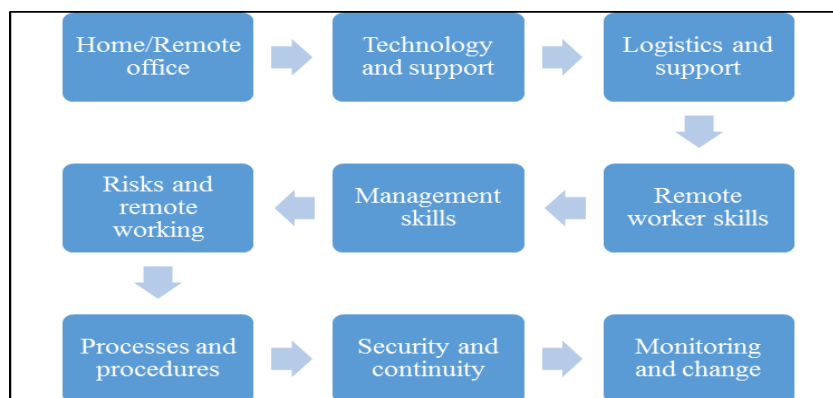 Home/Remote
office
Technology
and support
Logistics and
support
Risks and
remote
working
Management
skills
Remote
worker skills
Processes and
procedures
Security and
continuity
Monitoring
and change